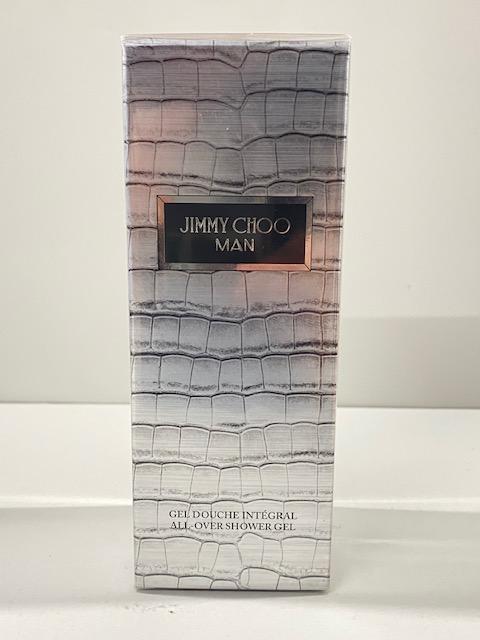 JIMMY CHOO
MAN
GEL DOUCHE INTÉGRAL
ALL-OVER SHOWER GEL